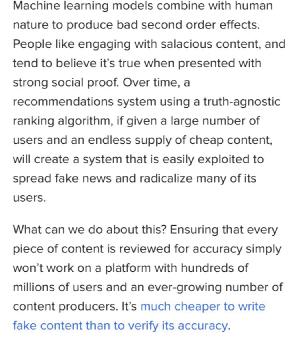 Machine learning models combine with human
nature to produce bad second order effects.
People like engaging with salacious content, and
tend to believe it's true when presented with
strong social proof. Over time, a
recommendations system using a truth-agnostic
ranking algorithm, if given a large number of
users and an endless supply of cheap content,
will create a system that is easily exploited to
spread fake news and radicalize many of its
users.
What can we do about this? Ensuring that every
piece of content is reviewed for accuracy simply
won't work on a platform with hundreds of
millions of users and an ever-growing number of
content producers. It's much cheaper to write
fake content than to verify its accuracy.